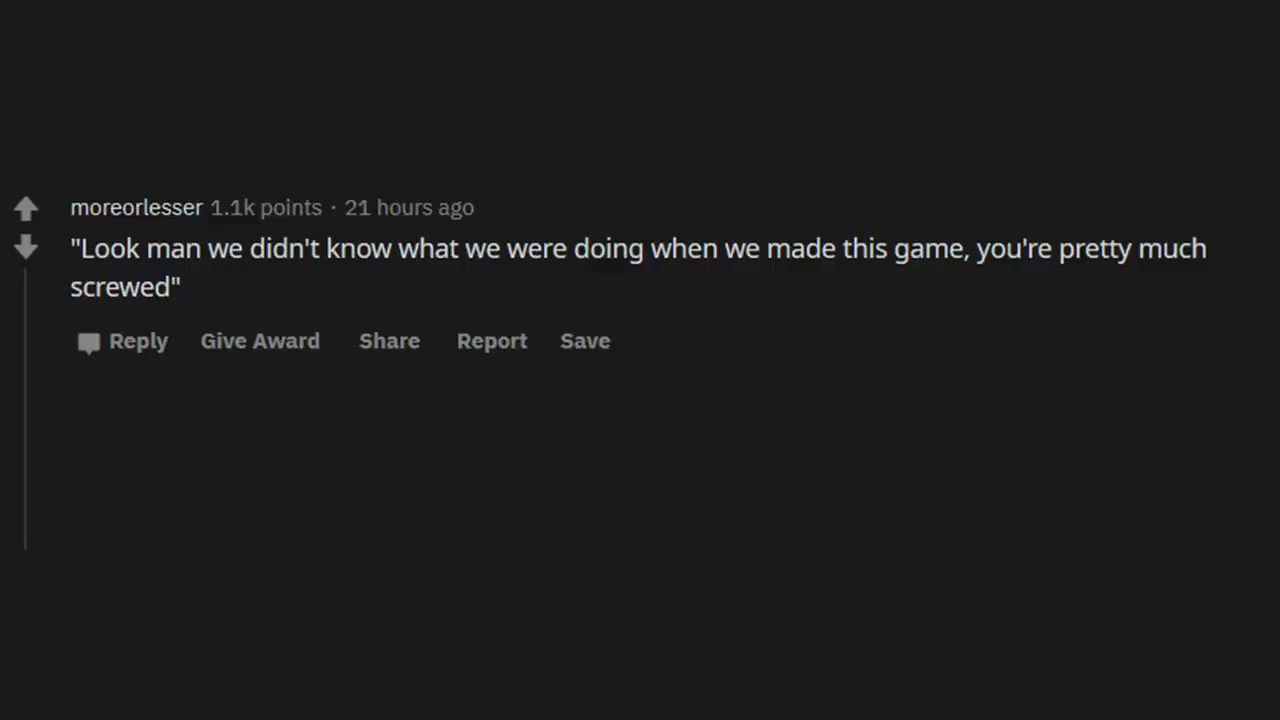 moreorlesser 1.1k points · 21 hours ago
"Look man we didn't know what we were doing when we made this game, you're pretty much
screwed"
Reply Give Award Share Report Save